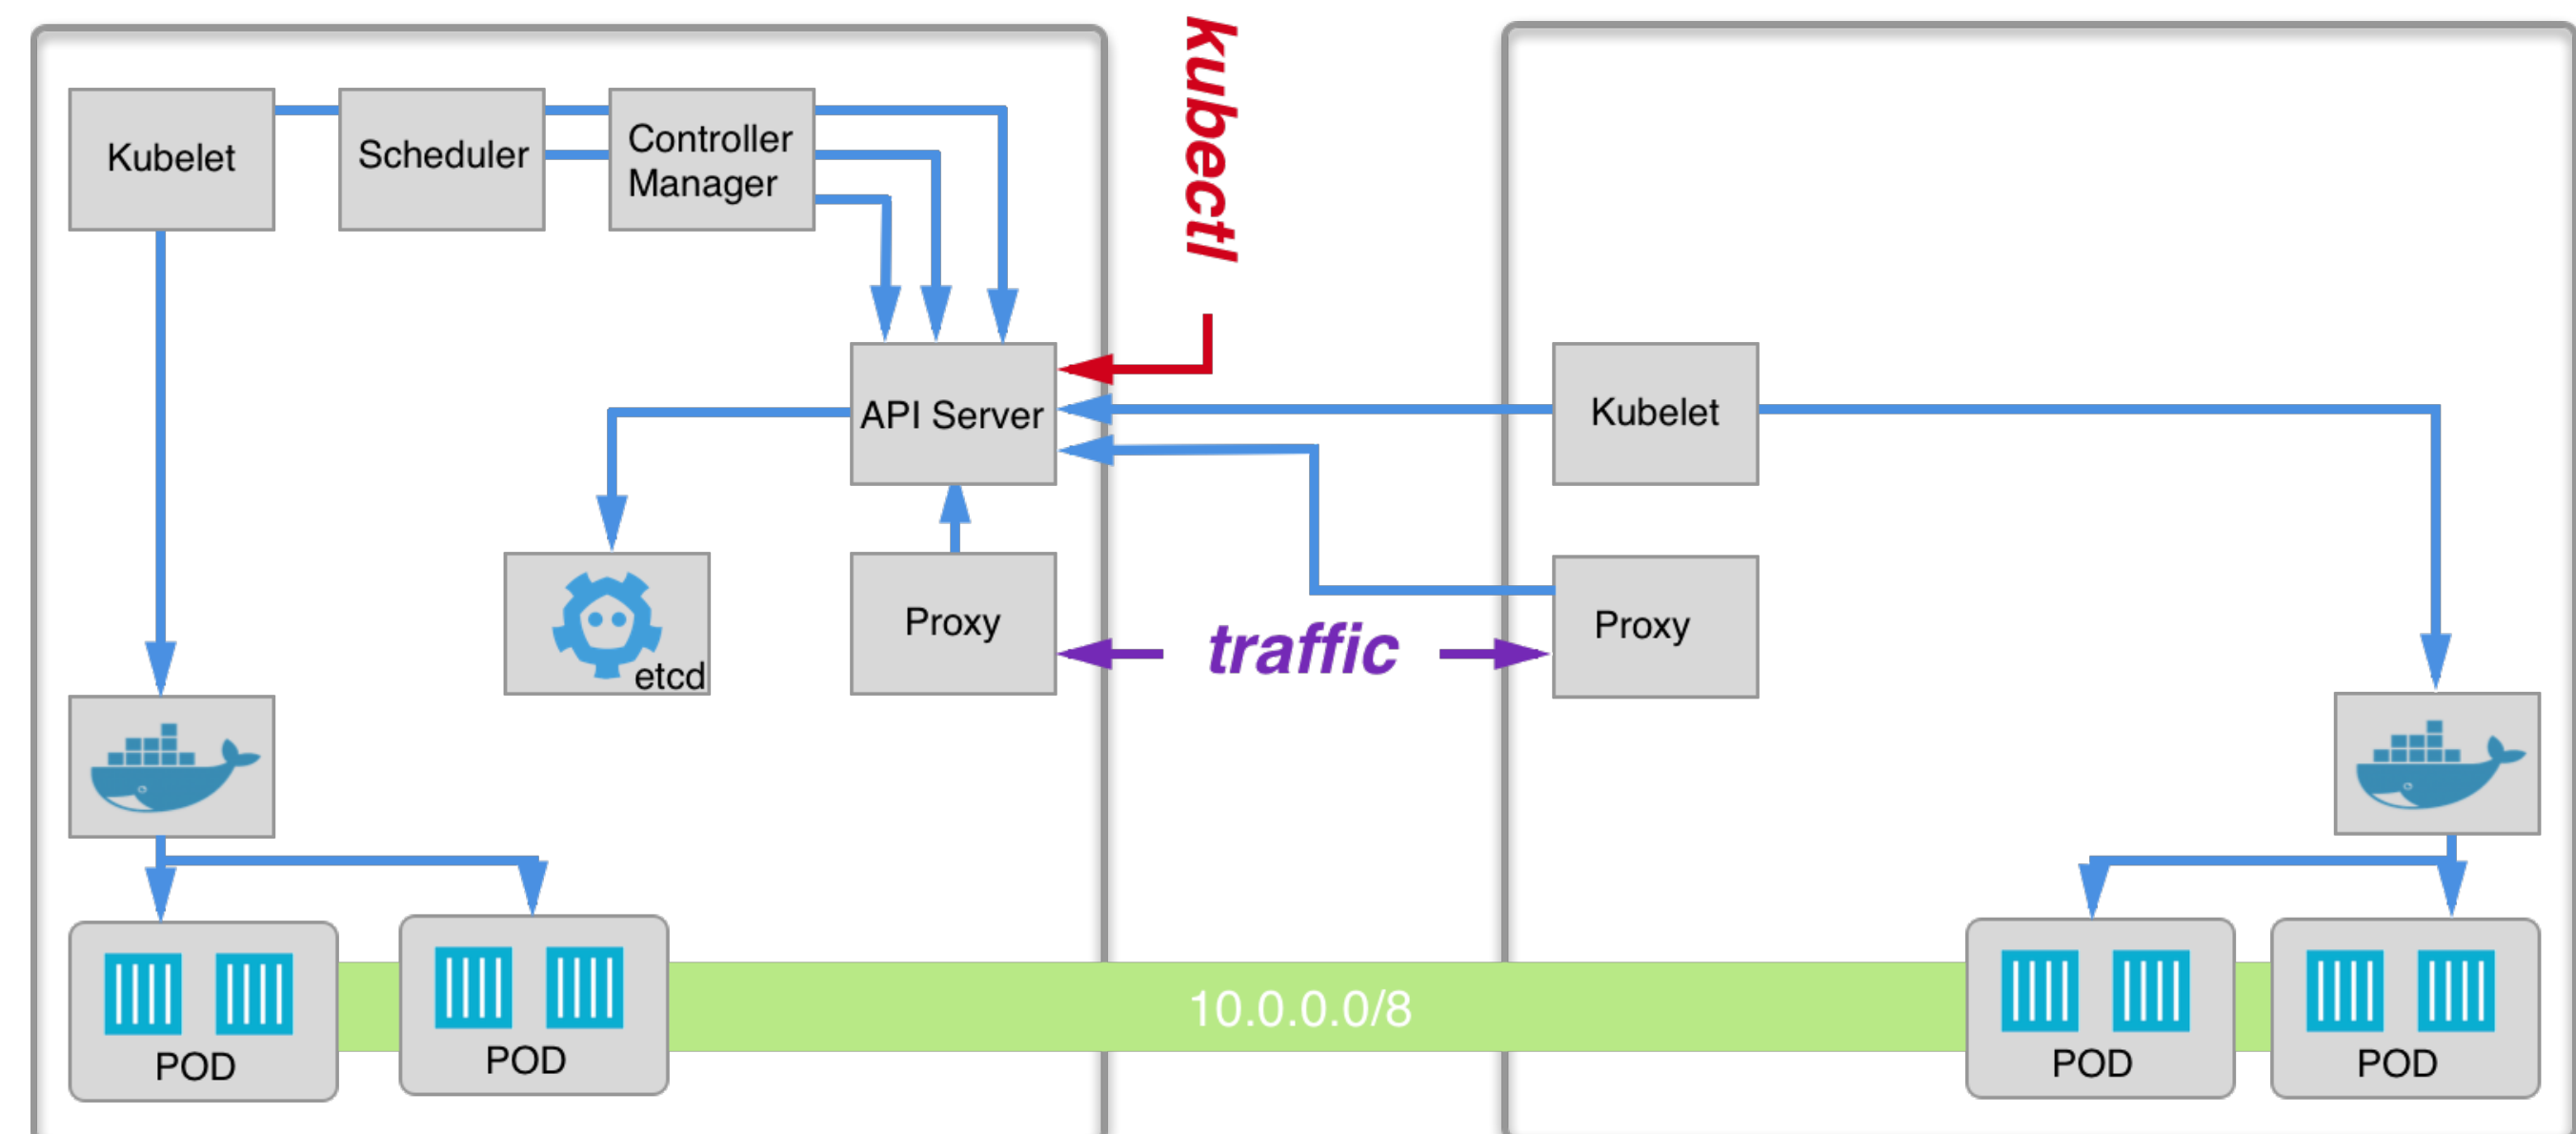 kubectl
Kubelet
Scheduler
Controller
Manager
API Server
Kubelet
etcd
Proxy
traffic
Proxy
10.0.0.0/8
POD
POD
POD
POD